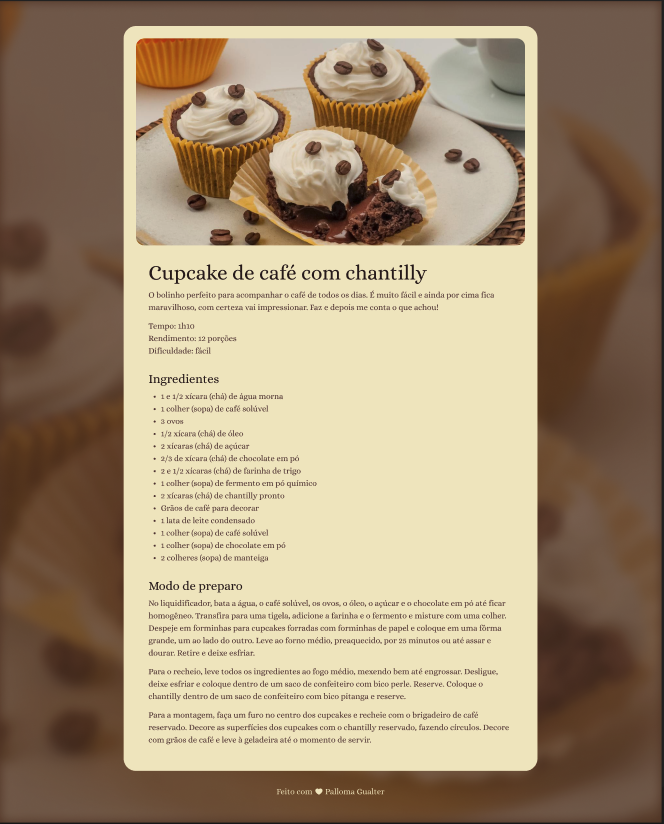 Cupcake de café com chantilly
O bolinho perfeito para acompanhar o café de todos os dias. É muito fácil e ainda por cima fica
maravilhoso, com certeza vai impressionar. Faz e depois me conta o que achou!
Tempo: 1h10
Rendimento: 12 porções
Dificuldade: fácil
Ingredientes
• 1 e 1/2 xícara (chá) de água morna
• 1 colher (sopa) de café solúvel
• 3 ovos
• 1/2 xícara (chá) de óleo
• 2 xícaras (chá) de açúcar
• 2/3 de xícara (chá) de chocolate em pó
• 2 e 1/2 xícaras (chá) de farinha de trigo
• 1 colher (sopa) de fermento em pó químico
• 2 xícaras (chá) de chantilly pronto
• Grãos de café para decorar
• 1 lata de leite condensado
• 1 colher (sopa) de café solúvel
• 1 colher (sopa) de chocolate em pó
• 2 colheres (sopa) de manteiga
Modo de preparo
No liquidificador, bata a água, o café solúvel, os ovos, o óleo, o açúcar e o chocolate em pó até ficar
homogêneo. Transfira para uma tigela, adicione a farinha e o fermento e misture com uma colher.
Despeje em forminhas para cupcakes forradas com forminhas de papel e coloque em uma fôrma
grande, um ao lado do outro. Leve ao forno médio, preaquecido, por 25 minutos ou até assar e
dourar. Retire e deixe esfriar.
Para o recheio, leve todos os ingredientes ao fogo médio, mexendo bem até engrossar. Desligue,
deixe esfriar e coloque dentro de um saco de confeiteiro com bico perle. Reserve. Coloque o
chantilly dentro de um saco de confeiteiro com bico pitanga e reserve.
Para a montagem, faça um furo no centro dos cupcakes e recheie com o brigadeiro de café
reservado. Decore as superfícies dos cupcakes com o chantilly reservado, fazendo círculos. Decore
com grãos de café e leve à geladeira até o momento de servir.
Feito com 🤍 Palloma Gualter